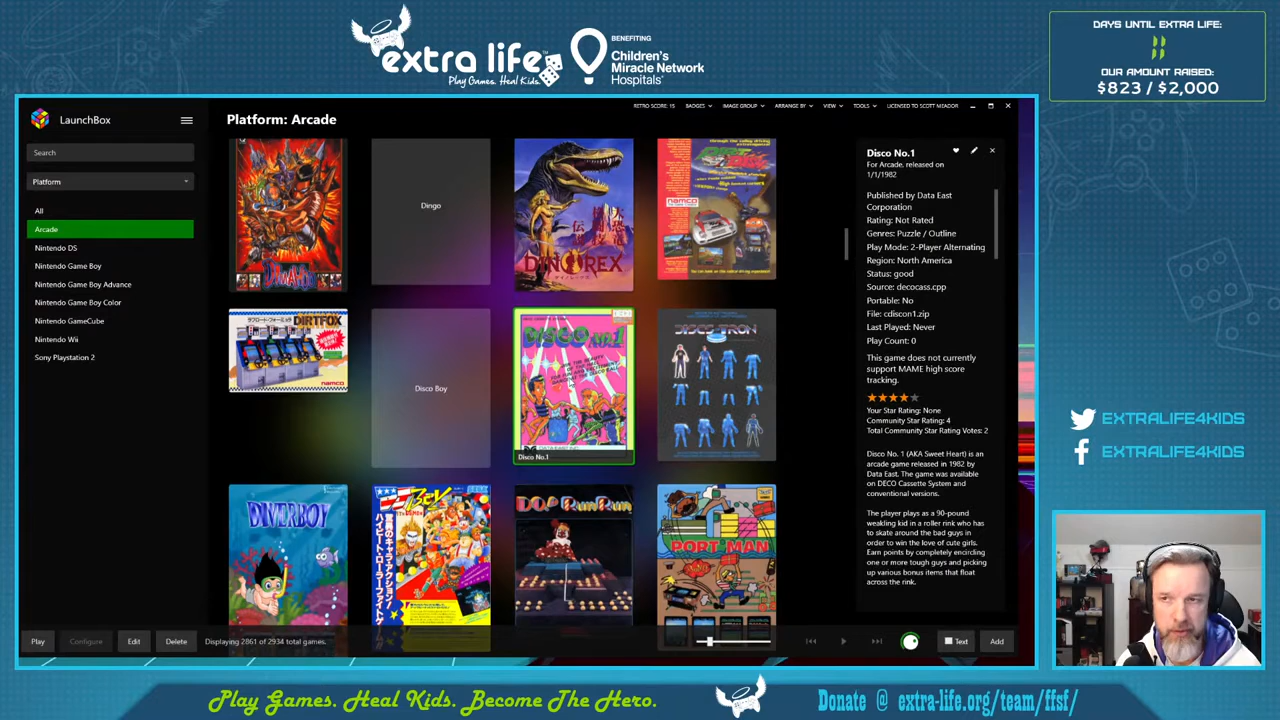 extra life
Play Games. Heal Kids.
BENEFITING
Children's
Miracle Network
Hospitals
DAYS UNTIL EXTRA LIFE:
11
OUR AMOUNT RAISED:
$823 / $2,000
LaunchBox
RETRO SCORE: 15 BADGES IMAGE GROUP ARRANGE BY VIEW TOOLS LICENSED TO SCOTT MEADOR
Platform: Arcade
Search
Platform
All
Arcade
Nintendo DS
Nintendo Game Boy
Nintendo Game Boy Advance
Nintendo Game Boy Color
Nintendo GameCube
Nintendo Wii
Sony Playstation 2
Dingo
DINOREX
namco
DIRTFOX
namco
Disco Boy
DISCO No.1
Disco No.1
DISCS OF TRON
DIVERBOY
PORT MAN
Disco No.1
For Arcade, released on
1/1/1982
Published by Data East
Corporation
Rating: Not Rated
Genres: Puzzle / Outline
Play Mode: 2-Player Alternating
Region: North America
Status: good
Source: decocass.cpp
Portable: No
File: cdiscon1.zip
Last Played: Never
Play Count: 0
This game does not currently
support MAME high score
tracking.
Your Star Rating: None
Community Star Rating: 4
Total Community Star Rating Votes: 2
Disco No. 1 (AKA Sweet Heart) is an
arcade game released in 1982 by
Data East. The game was available
on DECO Cassette System and
conventional versions.
The player plays as a 90-pound
weakling kid in a roller rink who has
to skate around the bad guys in
order to win the love of cute girls.
Earn points by completely encircling
one or more tough guys and picking
up various bonus items that float
across the rink.
Play Configure Edit Delete Displaying 2861 of 2934 total games.
Text Add
EXTRALIFE4KIDS
EXTRALIFE4KIDS
Play Games. Heal Kids. Become The Hero.
Donate @ extra-life.org/team/ffsf/